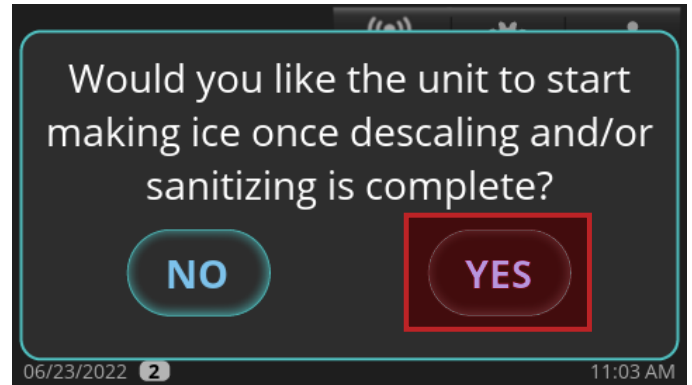 Would you like the unit to start
making ice once descaling and/or
sanitizing is complete?
NO YES
06/23/2022 2 11:03 AM